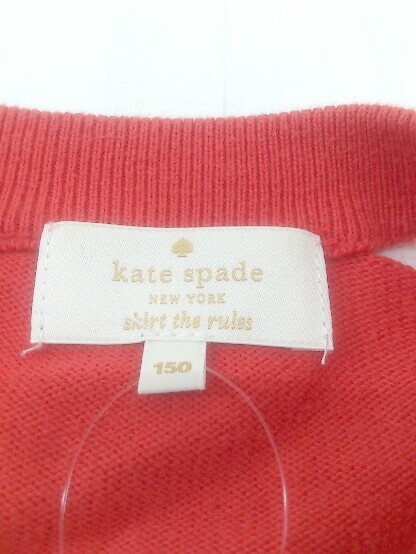 kate spade
NEW YORK
skirt the rules
150